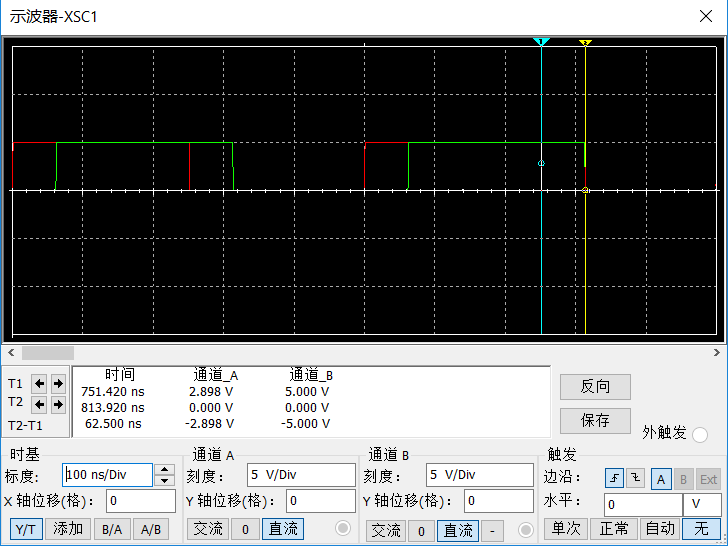 示波器-XSC1
1
2
T1
T2
T2-T1
时间 通道_A 通道_B
751.420 ns 2.898 V 5.000 V
813.920 ns 0.000 V 0.000 V
62.500 ns -2.898 V -5.000 V
反向
保存
外触发
时基
标度: 100 ns/Div
X 轴位移(格): 0
Y/T 添加 B/A A/B
通道 A
刻度: 5 V/Div
Y 轴位移(格): 0
交流 0 直流
通道 B
刻度: 5 V/Div
Y 轴位移(格): 0
交流 0 直流 -
触发
边沿: A B Ext
水平: 0 V
单次 正常 自动 无